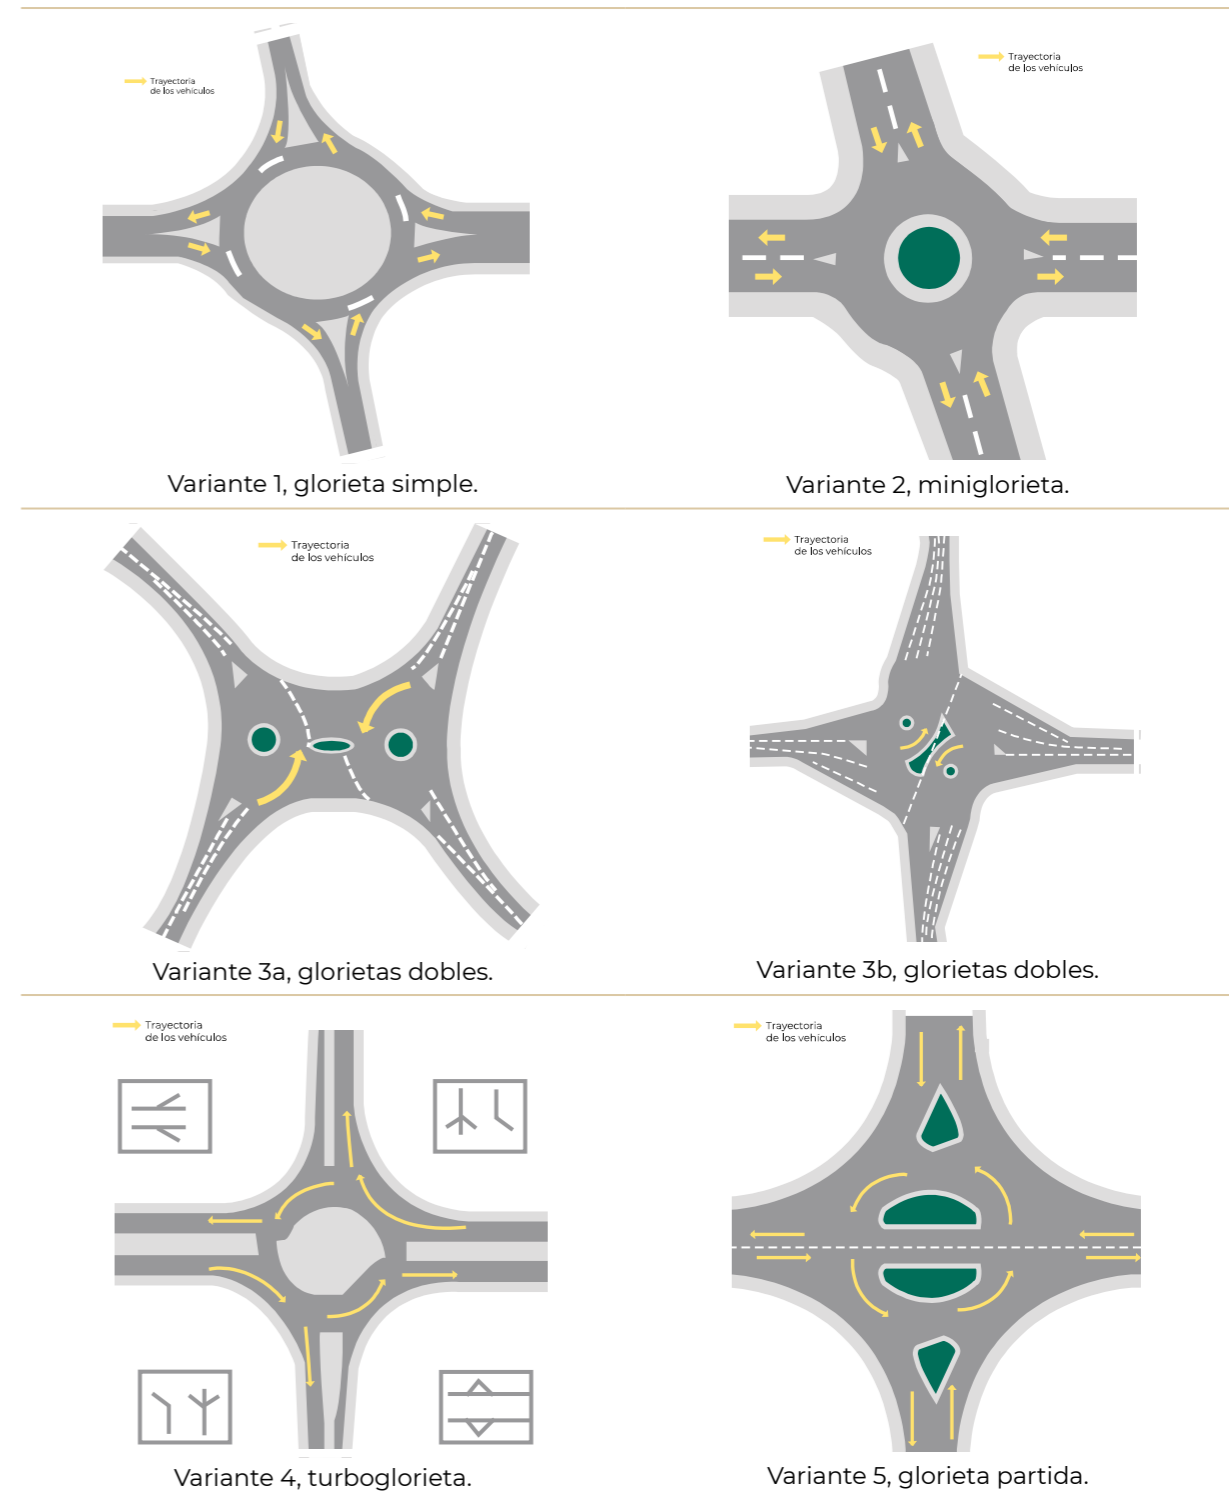 Trayectoria
de los vehículos
Trayectoria
de los vehículos
Variante 1, glorieta simple.
Variante 2, miniglorieta.
Trayectoria
de los vehículos
Trayectoria
de los vehículos
Variante 3a, glorietas dobles.
Variante 3b, glorietas dobles.
Trayectoria
de los vehículos
Trayectoria
de los vehículos
Variante 4, turboglorieta.
Variante 5, glorieta partida.